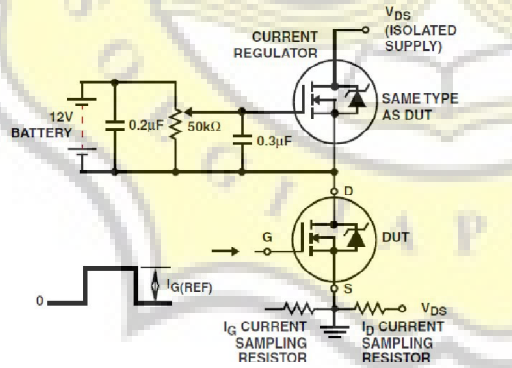 V_DS
(ISOLATED
SUPPLY)
CURRENT
REGULATOR
SAME TYPE
AS DUT
12V
BATTERY
0.2μF
50kΩ
0.3μF
D
G
DUT
S
0
I_G(REF)
V_DS
I_G CURRENT
SAMPLING
RESISTOR
I_D CURRENT
SAMPLING
RESISTOR